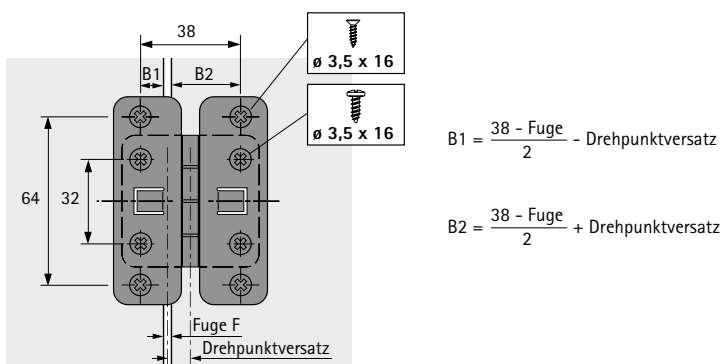 38
B1
B2
ø 3,5 x 16
ø 3,5 x 16
64
32
B1 = 38 - Fuge / 2 - Drehpunktversatz
B2 = 38 - Fuge / 2 + Drehpunktversatz
Fuge F
Drehpunktversatz